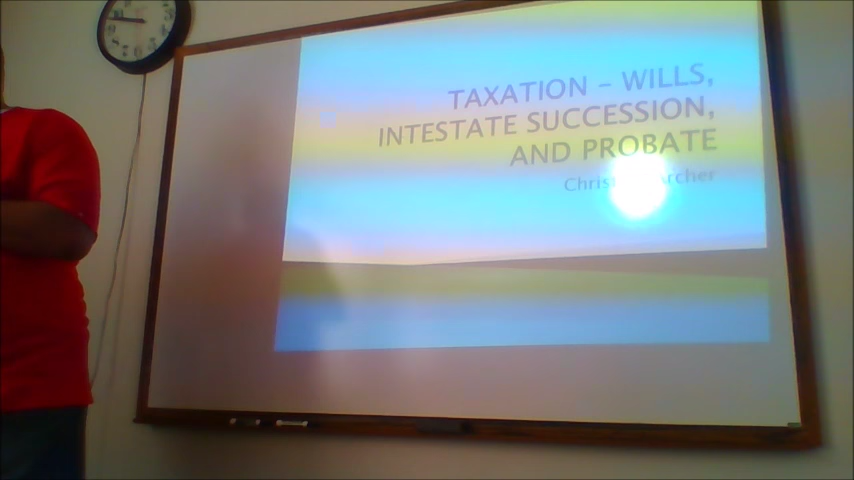 TAXATION – WILLS,
INTESTATE SUCCESSION,
AND PROBATE